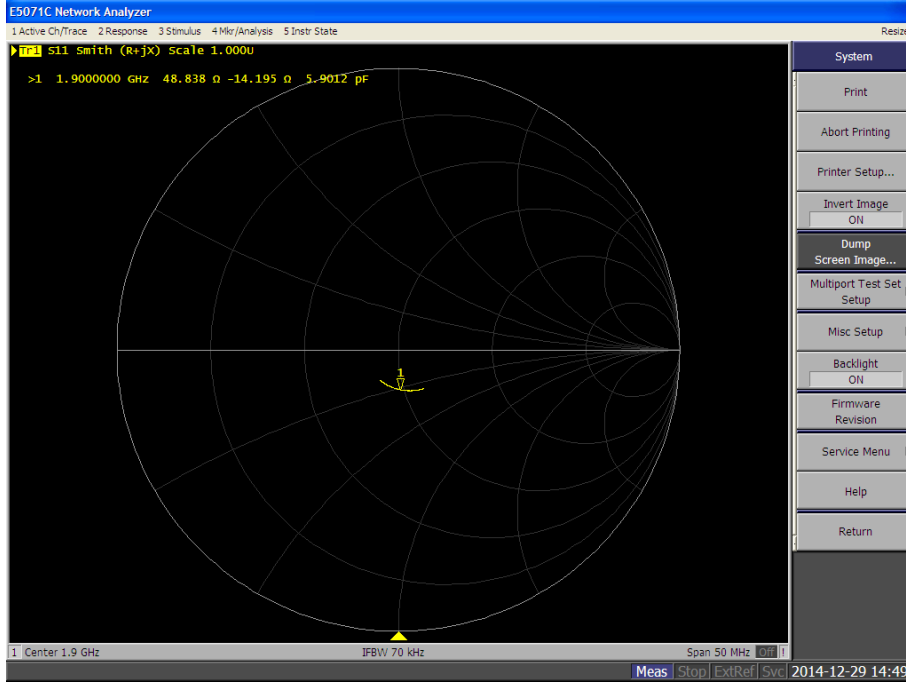 E5071C Network Analyzer
1 Active Ch/Trace 2 Response 3 Stimulus 4 Mkr/Analysis 5 Instr State
Resize
Tr1 S11 Smith (R+jX) Scale 1.000U
>1 1.9000000 GHz 48.838 Ω -14.195 Ω 5.9012 pF
1
System
Print
Abort Printing
Printer Setup...
Invert Image
ON
Dump
Screen Image...
Multiport Test Set
Setup
Misc Setup
Backlight
ON
Firmware
Revision
Service Menu
Help
Return
1 Center 1.9 GHz IFBW 70 kHz Span 50 MHz Off !
Meas Stop ExtRef Svc 2014-12-29 14:49